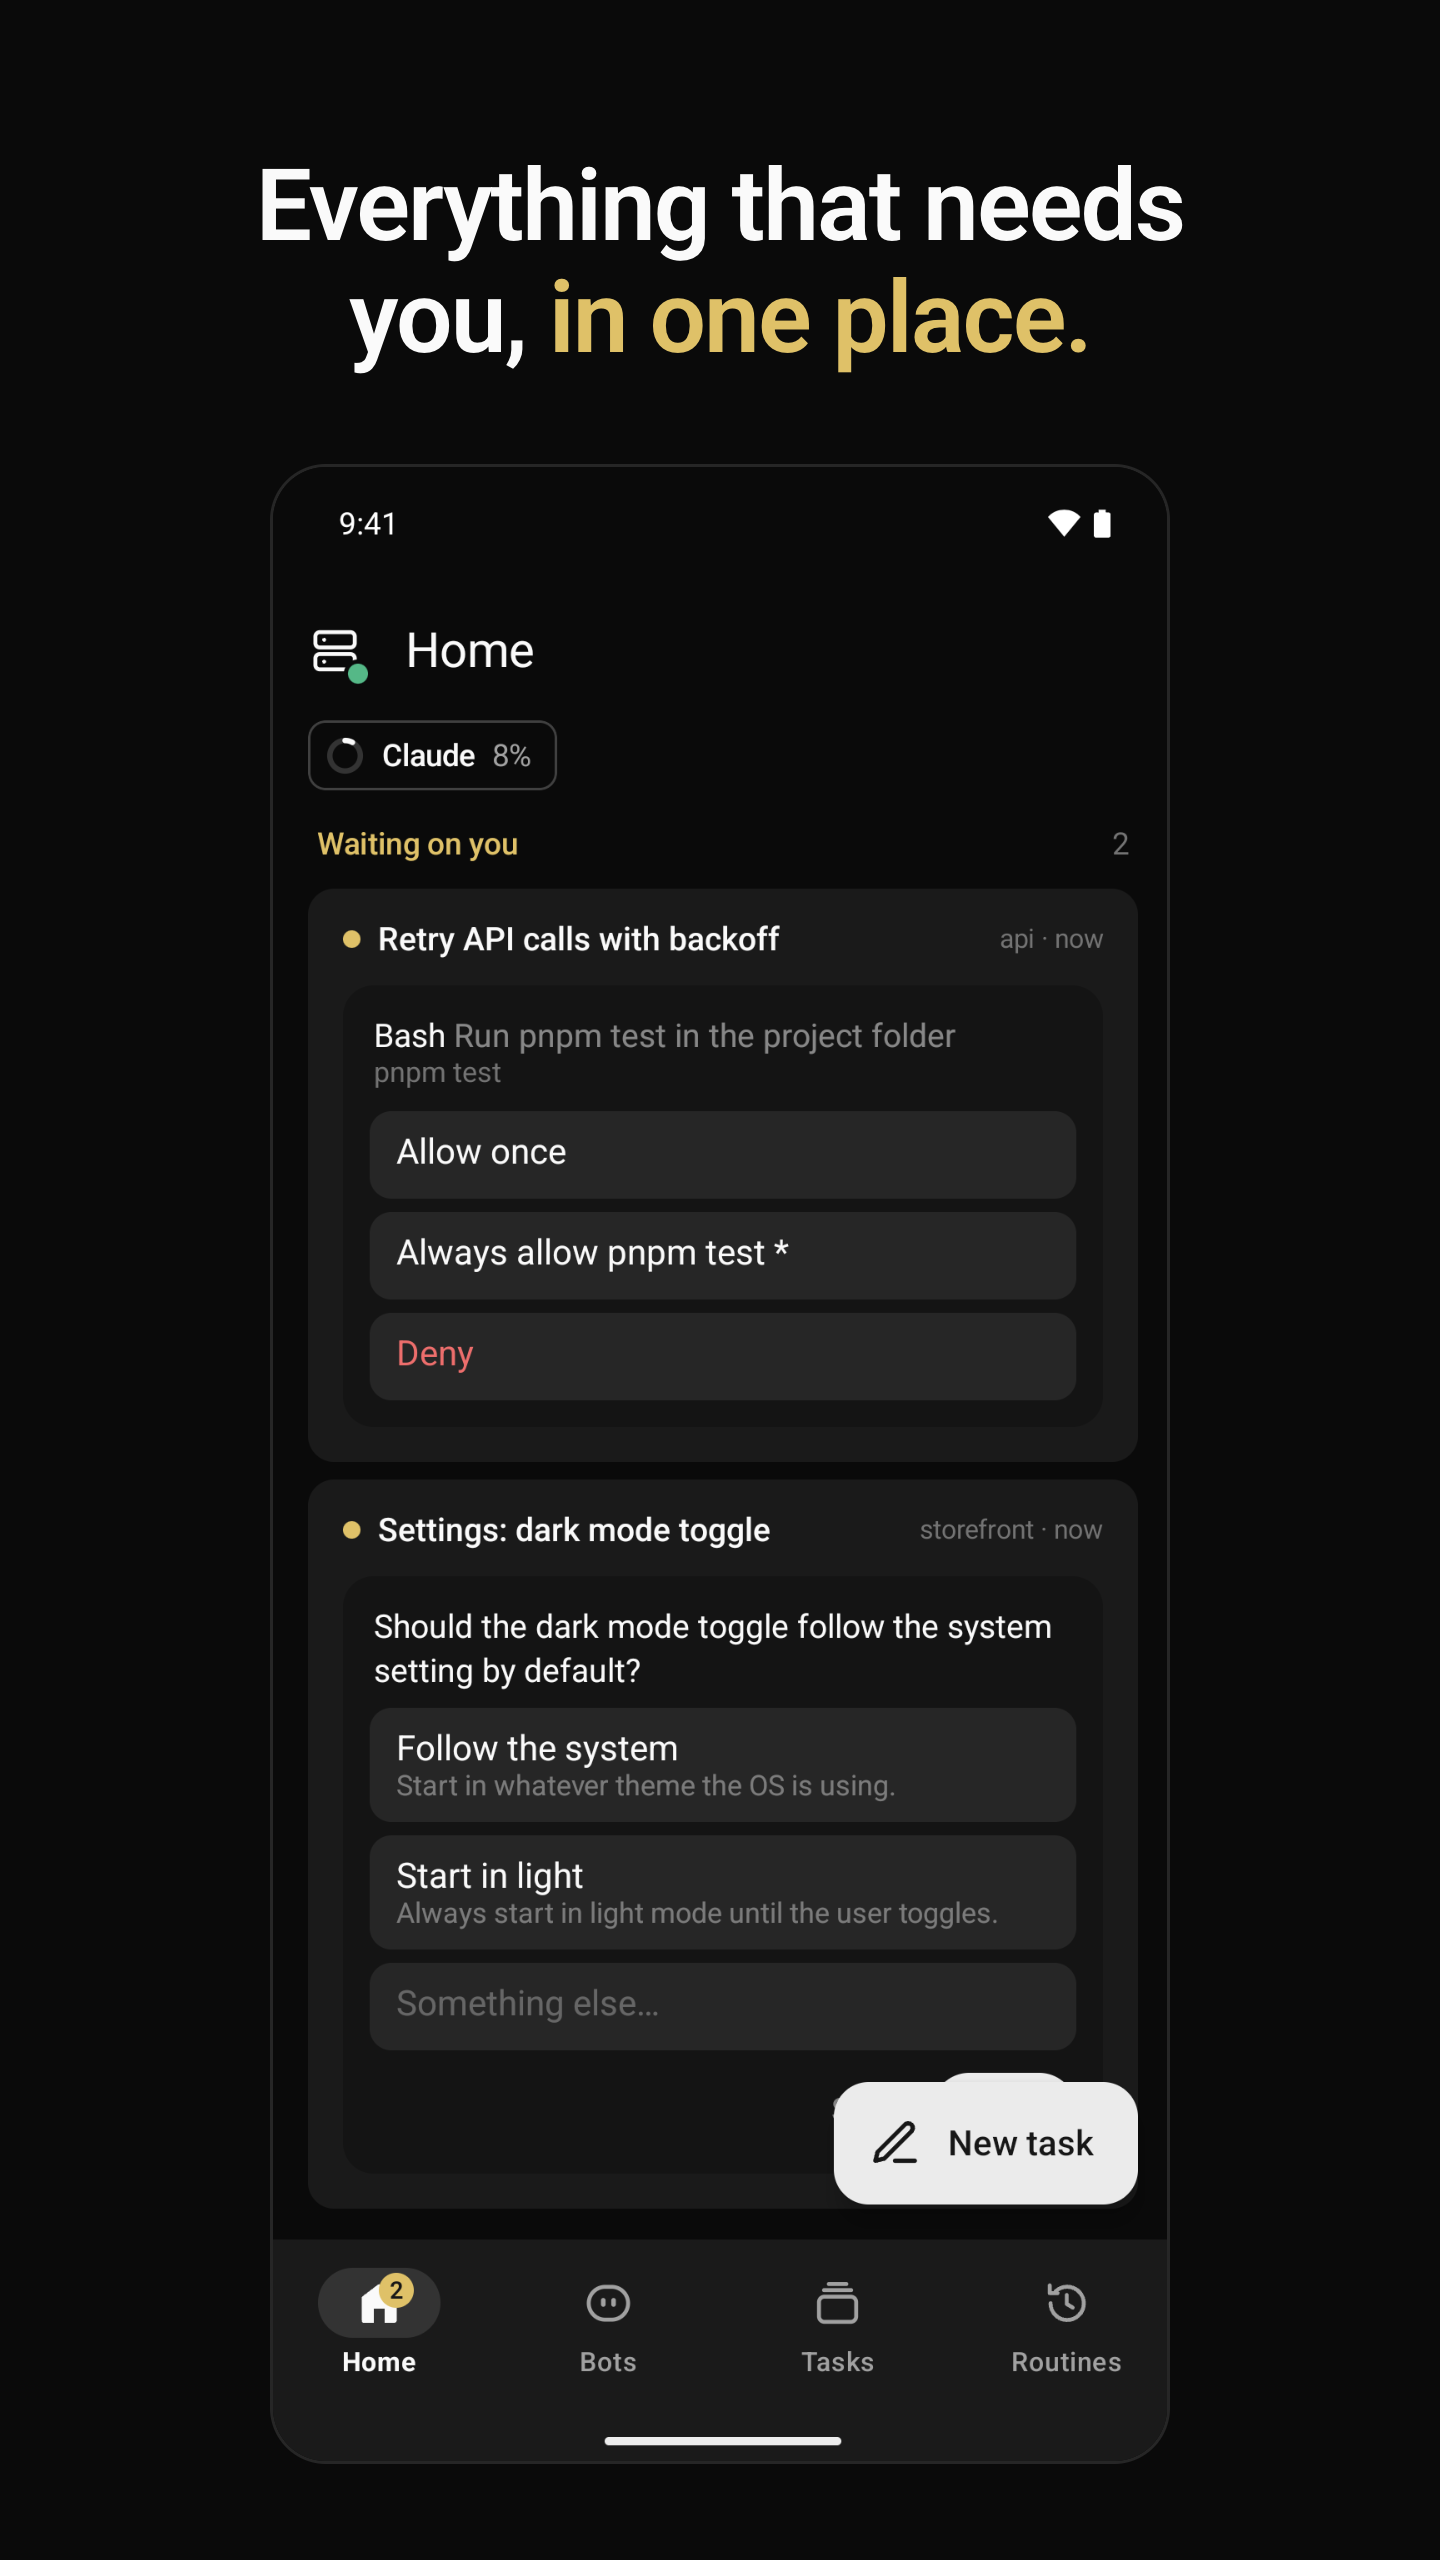 Everything that needs
you, in one place.
9:41
Home
Claude 8%
Waiting on you 2
Retry API calls with backoff api · now
Bash Run pnpm test in the project folder
pnpm test
Allow once
Always allow pnpm test *
Deny
Settings: dark mode toggle storefront · now
Should the dark mode toggle follow the system
setting by default?
Follow the system
Start in whatever theme the OS is using.
Start in light
Always start in light mode until the user toggles.
Something else…
New task
2
Home Bots Tasks Routines